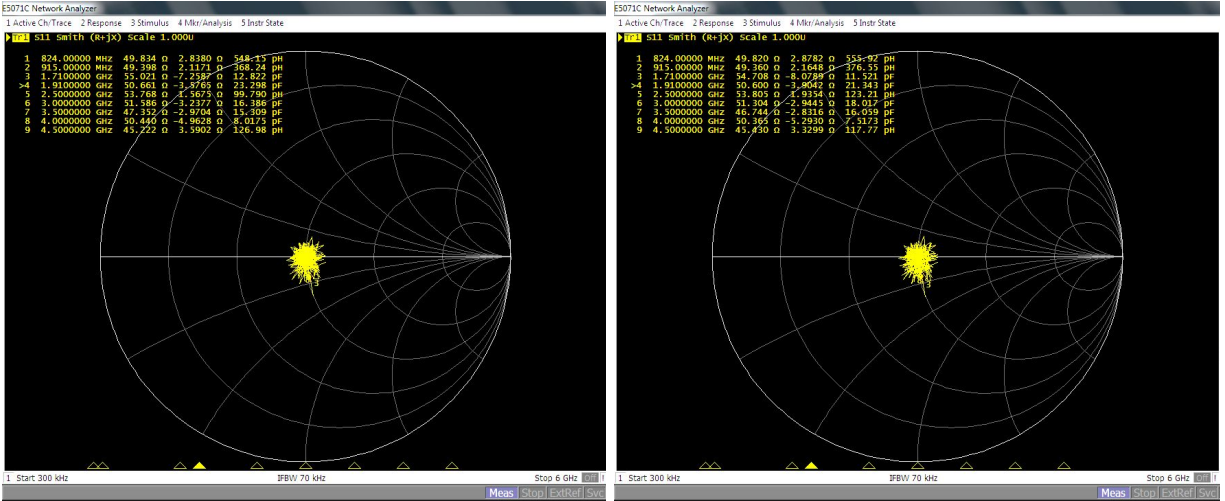 E5071C Network Analyzer
1 Active Ch/Trace 2 Response 3 Stimulus 4 Mkr/Analysis 5 Instr State
Tr1 S11 Smith (R+jX) Scale 1.000U
1 824.00000 MHz 49.834 Ω 2.8380 Ω 548.15 pH
2 915.00000 MHz 49.398 Ω 2.1171 Ω 368.24 pH
3 1.7100000 GHz 55.021 Ω -7.2587 Ω 12.822 pF
>4 1.9100000 GHz 50.661 Ω -3.5765 Ω 23.298 pF
5 2.5000000 GHz 53.768 Ω 1.5675 Ω 99.790 pH
6 3.0000000 GHz 51.586 Ω -3.2377 Ω 16.386 pF
7 3.5000000 GHz 47.352 Ω -2.9704 Ω 15.309 pF
8 4.0000000 GHz 50.440 Ω -4.9628 Ω 8.0175 pF
9 4.5000000 GHz 45.222 Ω 3.5902 Ω 126.98 pH
3
1 Start 300 kHz IFBW 70 kHz Stop 6 GHz Off !
Meas Stop ExtRef Svc
E5071C Network Analyzer
1 Active Ch/Trace 2 Response 3 Stimulus 4 Mkr/Analysis 5 Instr State
Tr1 S11 Smith (R+jX) Scale 1.000U
1 824.00000 MHz 49.820 Ω 2.8782 Ω 555.92 pH
2 915.00000 MHz 49.360 Ω 2.1648 Ω 376.55 pH
3 1.7100000 GHz 54.708 Ω -8.0789 Ω 11.521 pF
>4 1.9100000 GHz 50.600 Ω -3.9042 Ω 21.343 pF
5 2.5000000 GHz 53.805 Ω 1.9354 Ω 123.21 pH
6 3.0000000 GHz 51.304 Ω -2.9445 Ω 18.017 pF
7 3.5000000 GHz 46.744 Ω -2.8316 Ω 16.059 pF
8 4.0000000 GHz 50.365 Ω -5.2930 Ω 7.5173 pF
9 4.5000000 GHz 45.430 Ω 3.3299 Ω 117.77 pH
3
1 Start 300 kHz IFBW 70 kHz Stop 6 GHz Off !
Meas Stop ExtRef Svc